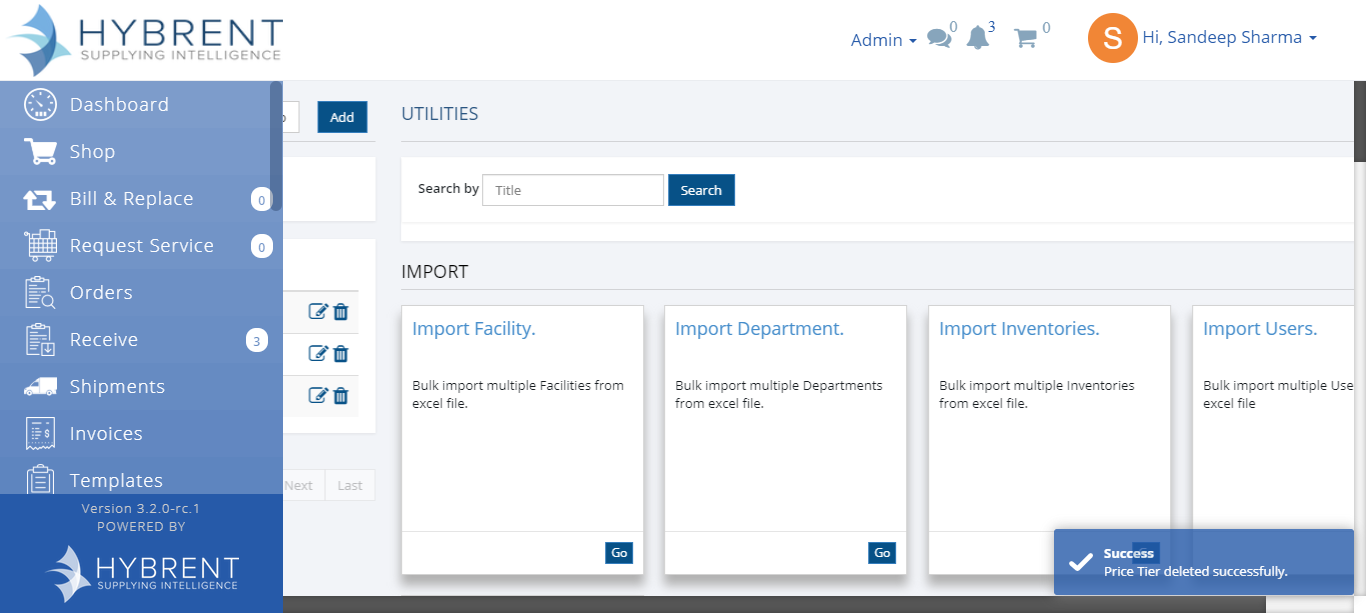 HYBRENT
SUPPLYING INTELLIGENCE
Admin
0
3
0
S
Hi, Sandeep Sharma
Dashboard
Shop
Bill & Replace
0
Request Service
0
Orders
Receive
3
Shipments
Invoices
Templates
Version 3.2.0-rc.1
POWERED BY
HYBRENT
SUPPLYING INTELLIGENCE
Add
Next
Last
UTILITIES
Search by
Title
Search
IMPORT
Import Facility.
Bulk import multiple Facilities from
excel file.
Go
Import Department.
Bulk import multiple Departments
from excel file.
Go
Import Inventories.
Bulk import multiple Inventories
from excel file.
Go
Import Users.
Bulk import multiple Use
excel file
Success
Price Tier deleted successfully.